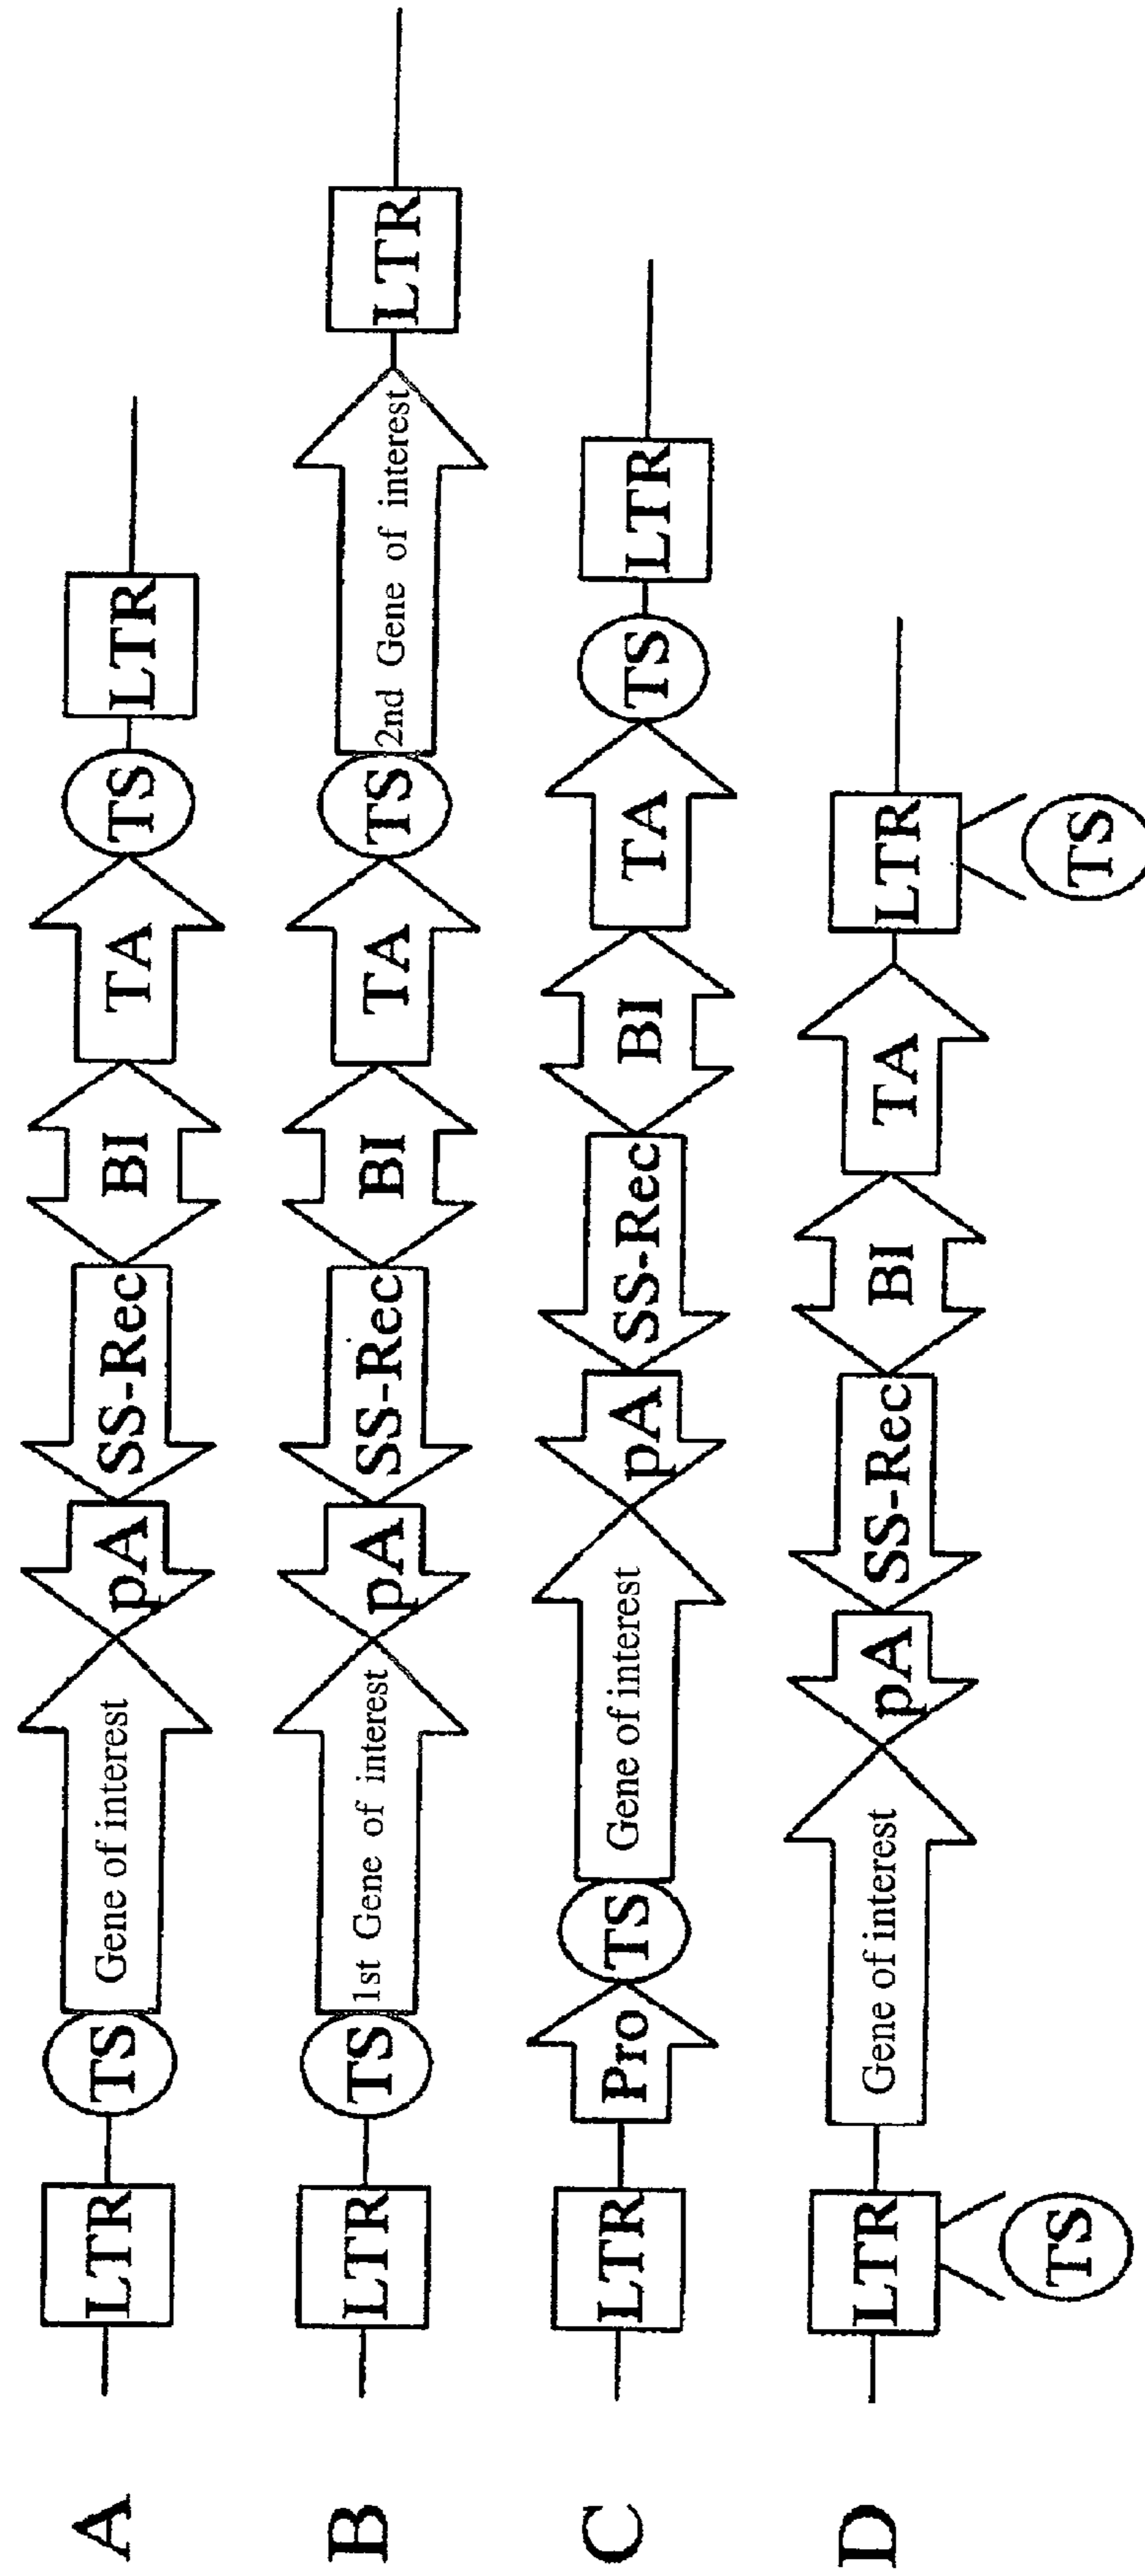 A LTR TS Gene of interest pA SS-Rec BI TA TS LTR
B LTR TS 1st Gene of interest pA SS-Rec BI TA TS 2nd Gene of interest LTR
C LTR Pro TS Gene of interest pA SS-Rec BI TA TS LTR
D LTR Gene of interest pA SS-Rec BI TA LTR
TS TS